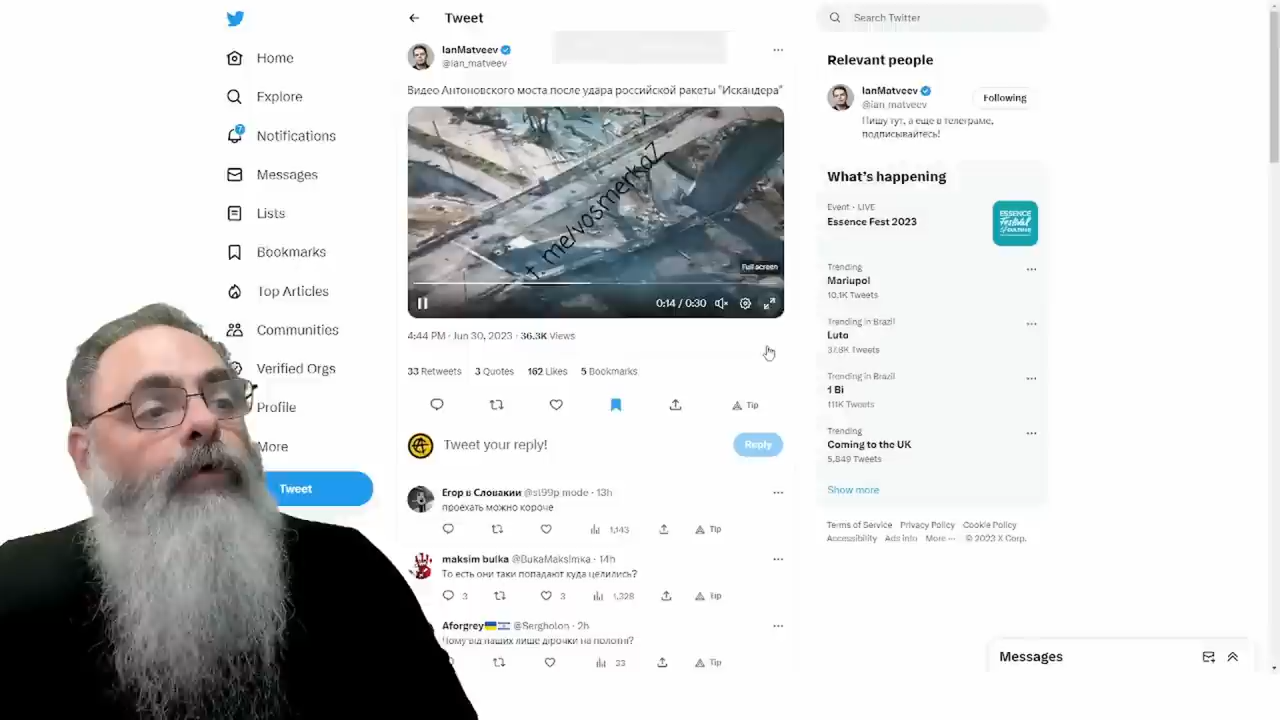 Tweet
Search Twitter
Home
Explore
Notifications
Messages
Lists
Bookmarks
Top Articles
Communities
Verified Orgs
Profile
More
Tweet
IanMatveev
@ian_matveev
Видео Антоновского моста после удара российской ракеты "Искандера"
t.me/vosmerkaZ
Full screen
0:14 / 0:30
4:44 PM · Jun 30, 2023 · 36.3K Views
33 Retweets 3 Quotes 162 Likes 5 Bookmarks
Tip
Tweet your reply!
Reply
Егор в Словакии @st99p mode · 13h
проехать можно короче
1,143 Tip
maksim bulka @BukaMaksimka · 14h
То есть они таки попадают куда целились?
3 3 1,328 Tip
Aforgrey @Sergholon · 2h
Чому від наших лише дірочки на полотні?
33 Tip
Relevant people
IanMatveev
@ian_matveev
Following
Пишу тут, а еще в телеграме,
подписывайтесь!
What's happening
Event · LIVE
Essence Fest 2023
ESSENCE
Festival
Trending
Mariupol
10.1K Tweets
Trending in Brazil
Luto
37.8K Tweets
Trending in Brazil
1 Bi
111K Tweets
Trending
Coming to the UK
5,849 Tweets
Show more
Terms of Service Privacy Policy Cookie Policy
Accessibility Ads info More ··· © 2023 X Corp.
Messages